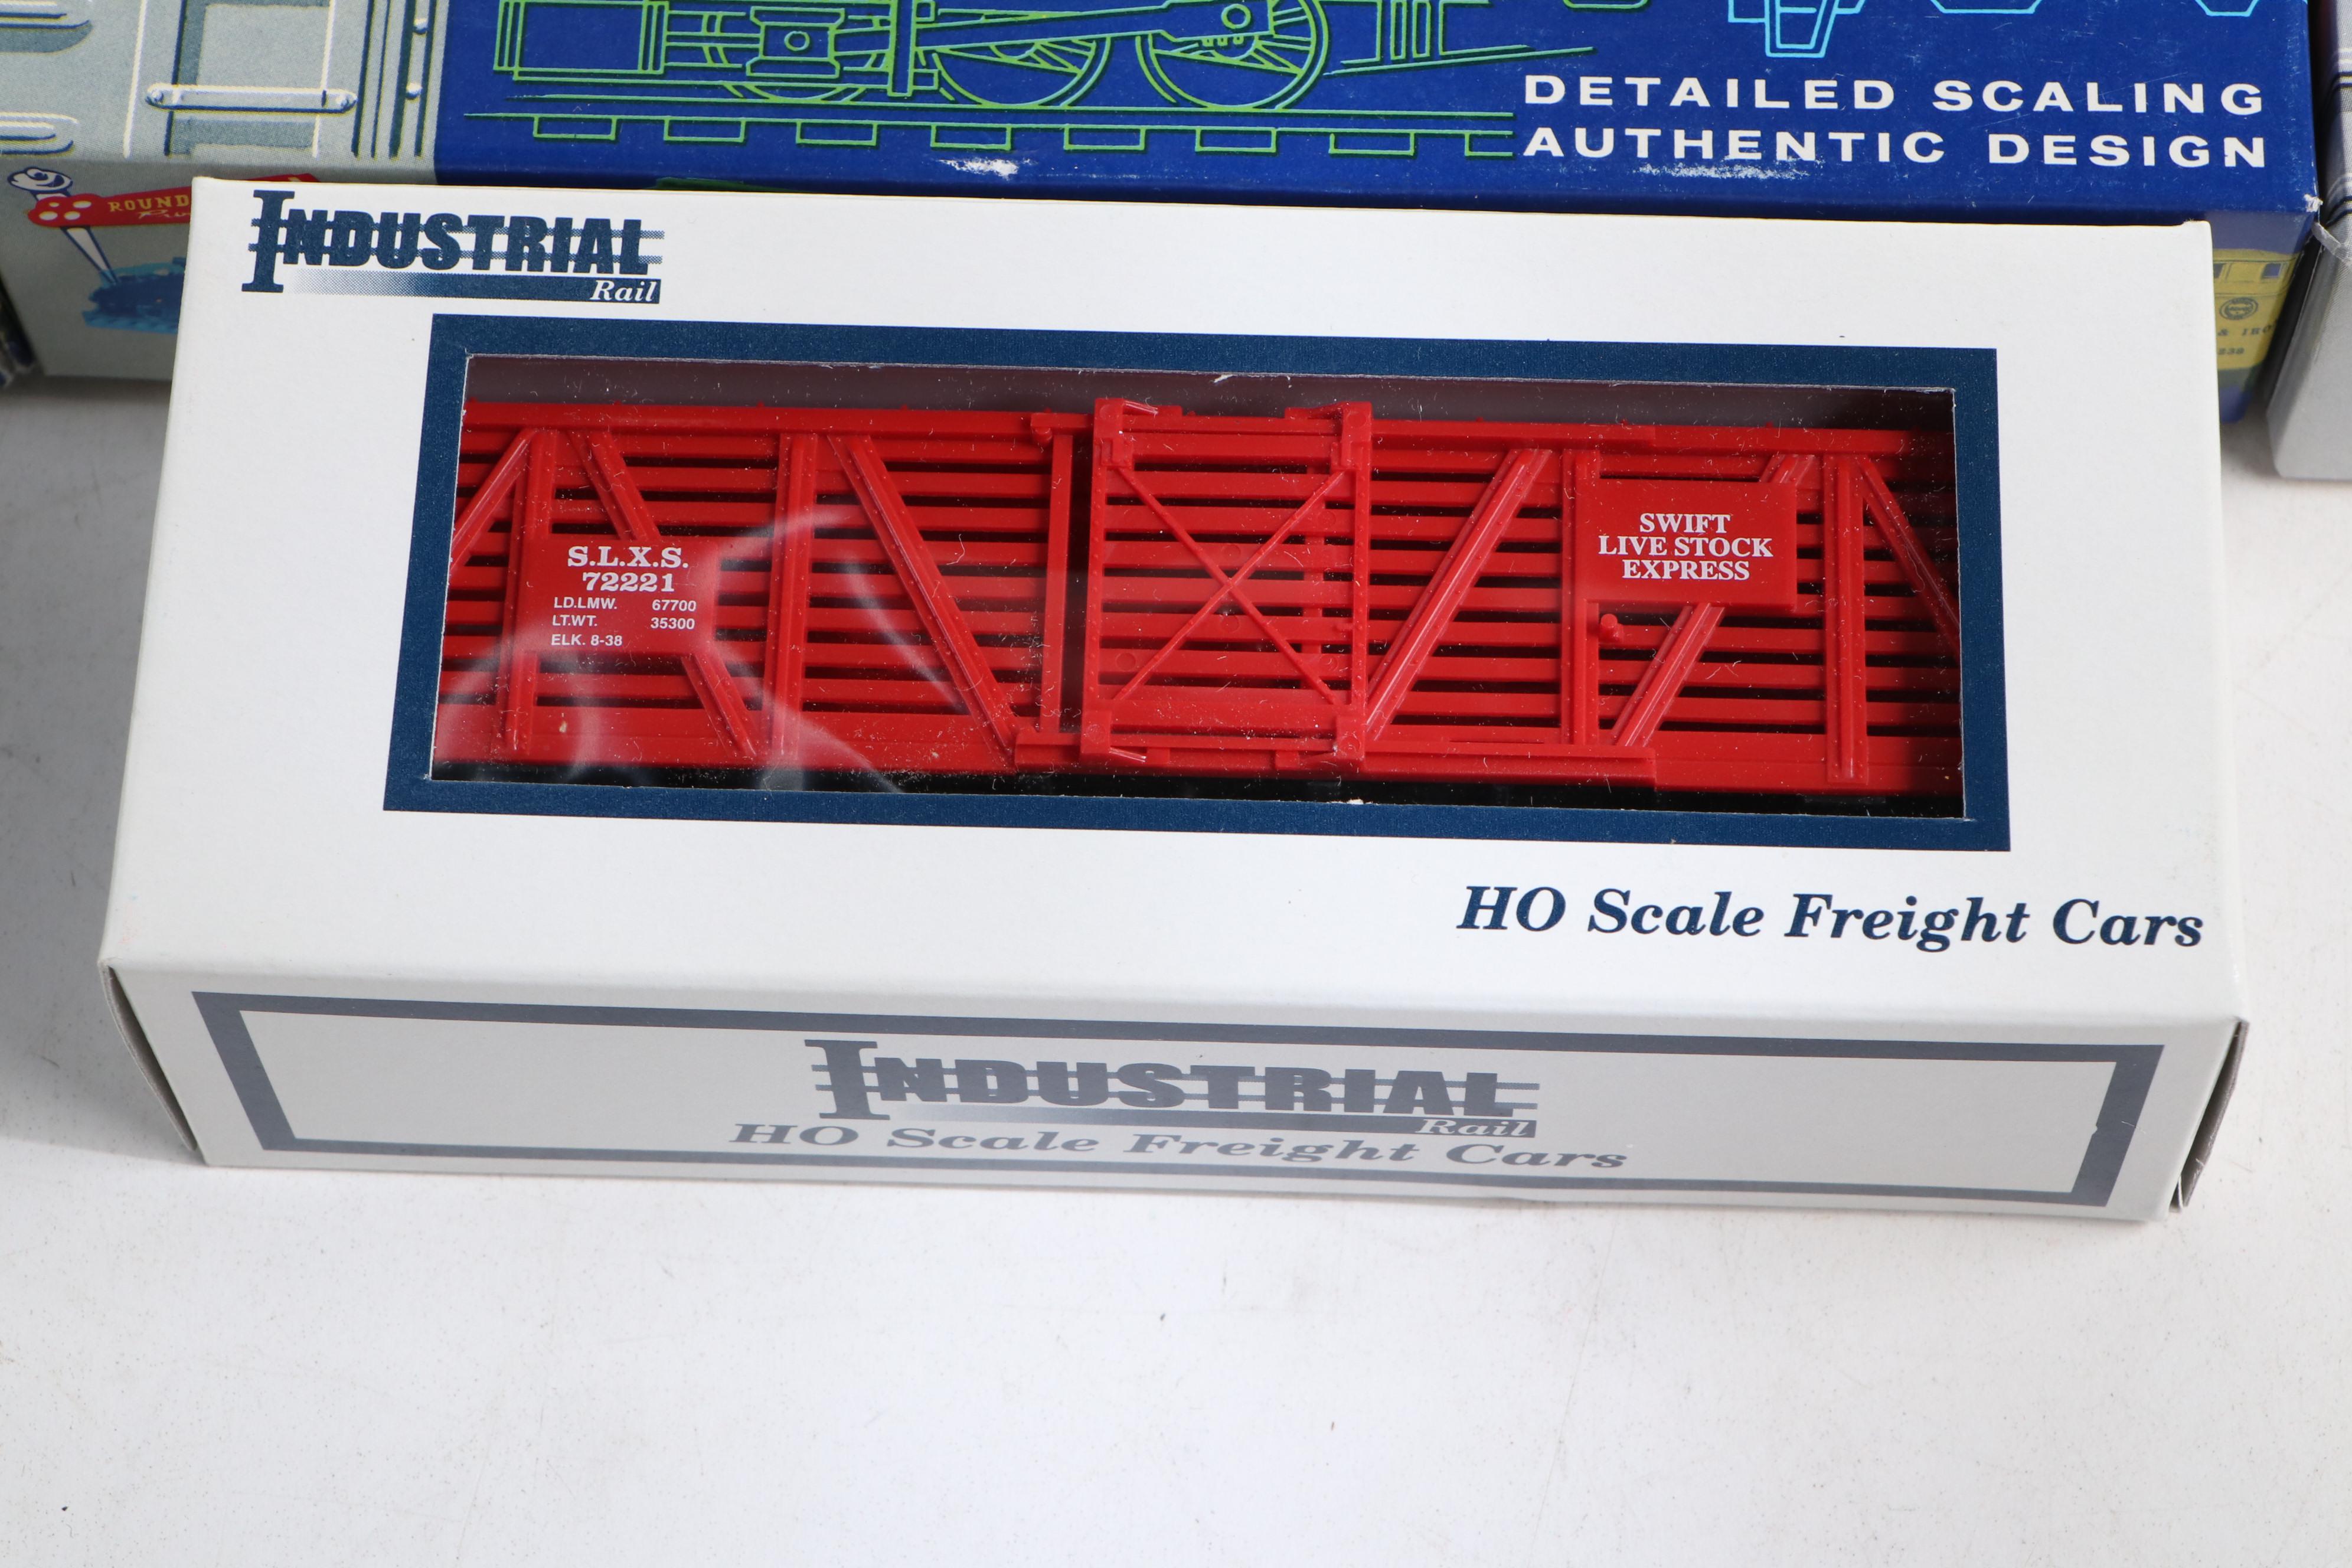 DETAILED SCALING
AUTHENTIC DESIGN
ROUND
INDUSTRIAL
Rail
S.L.X.S.
72221
LD.LMW. 67700
LT.WT. 35300
ELK. 8-38
SWIFT
LIVE STOCK
EXPRESS
HO Scale Freight Cars
INDUSTRIAL
Rail
HO Scale Freight Cars